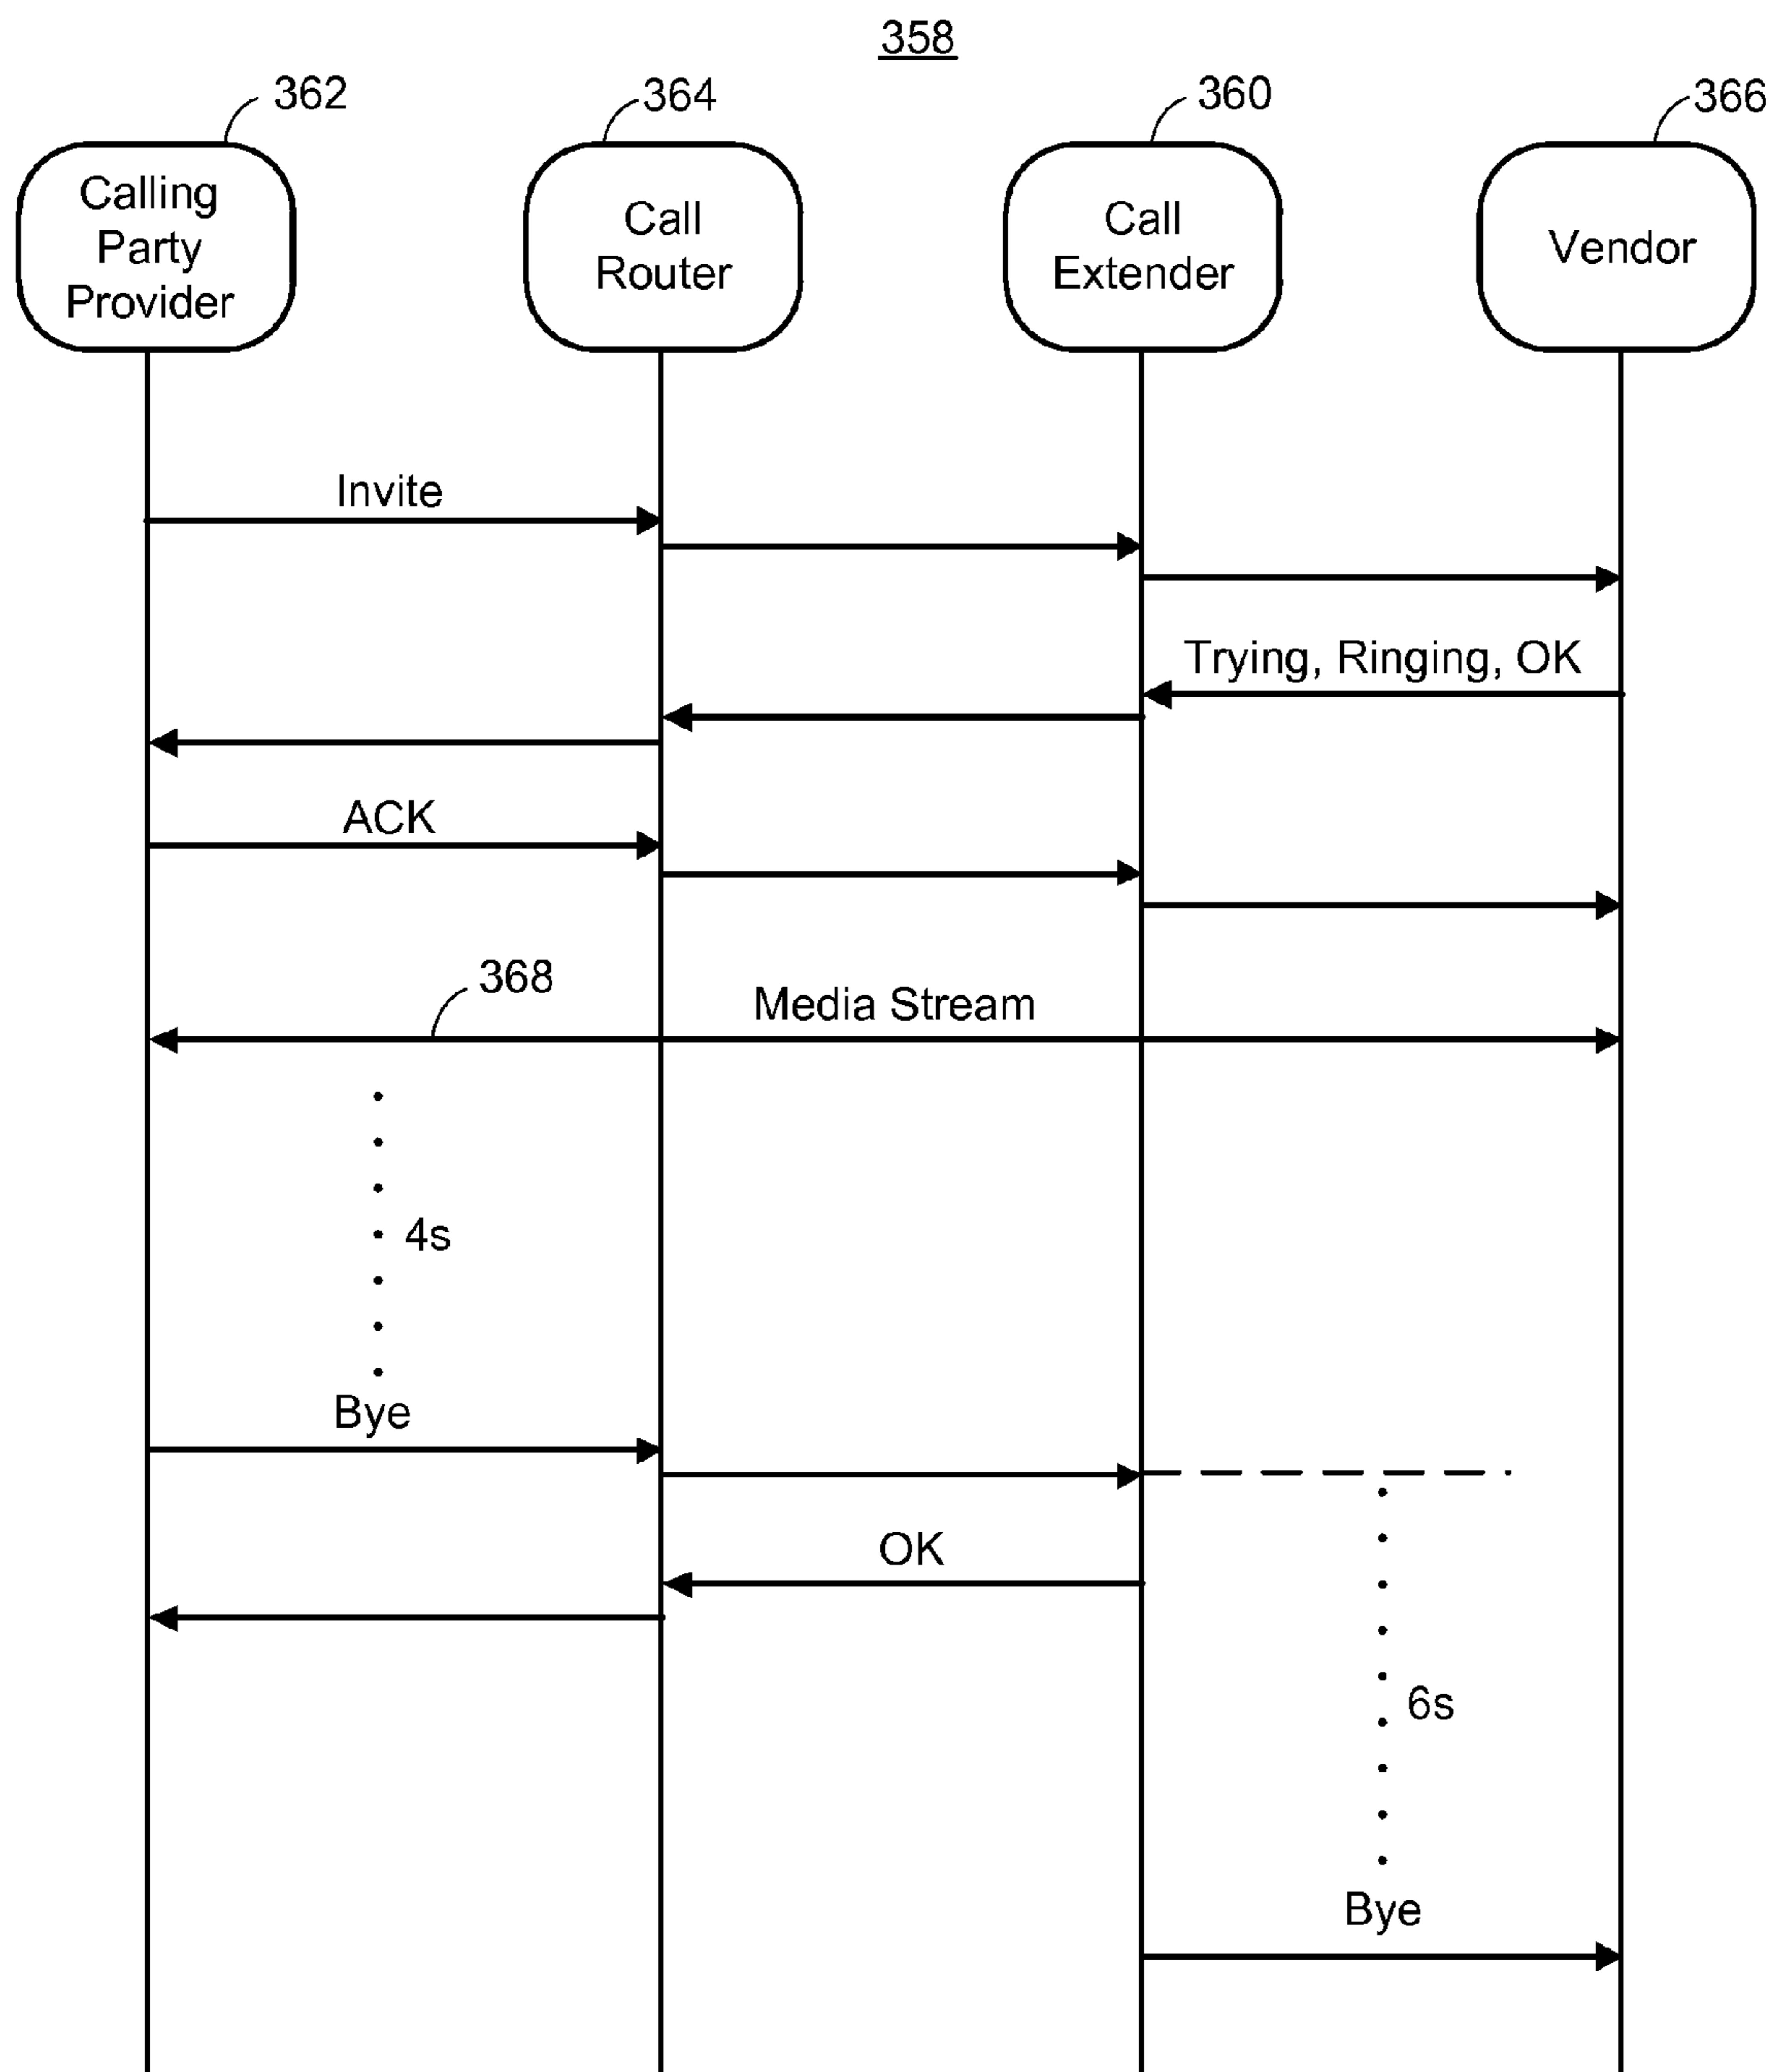 358
362
364
360
366
Calling
Party
Provider
Call
Router
Call
Extender
Vendor
Invite
Trying, Ringing, OK
ACK
368
Media Stream
4s
Bye
OK
6s
Bye